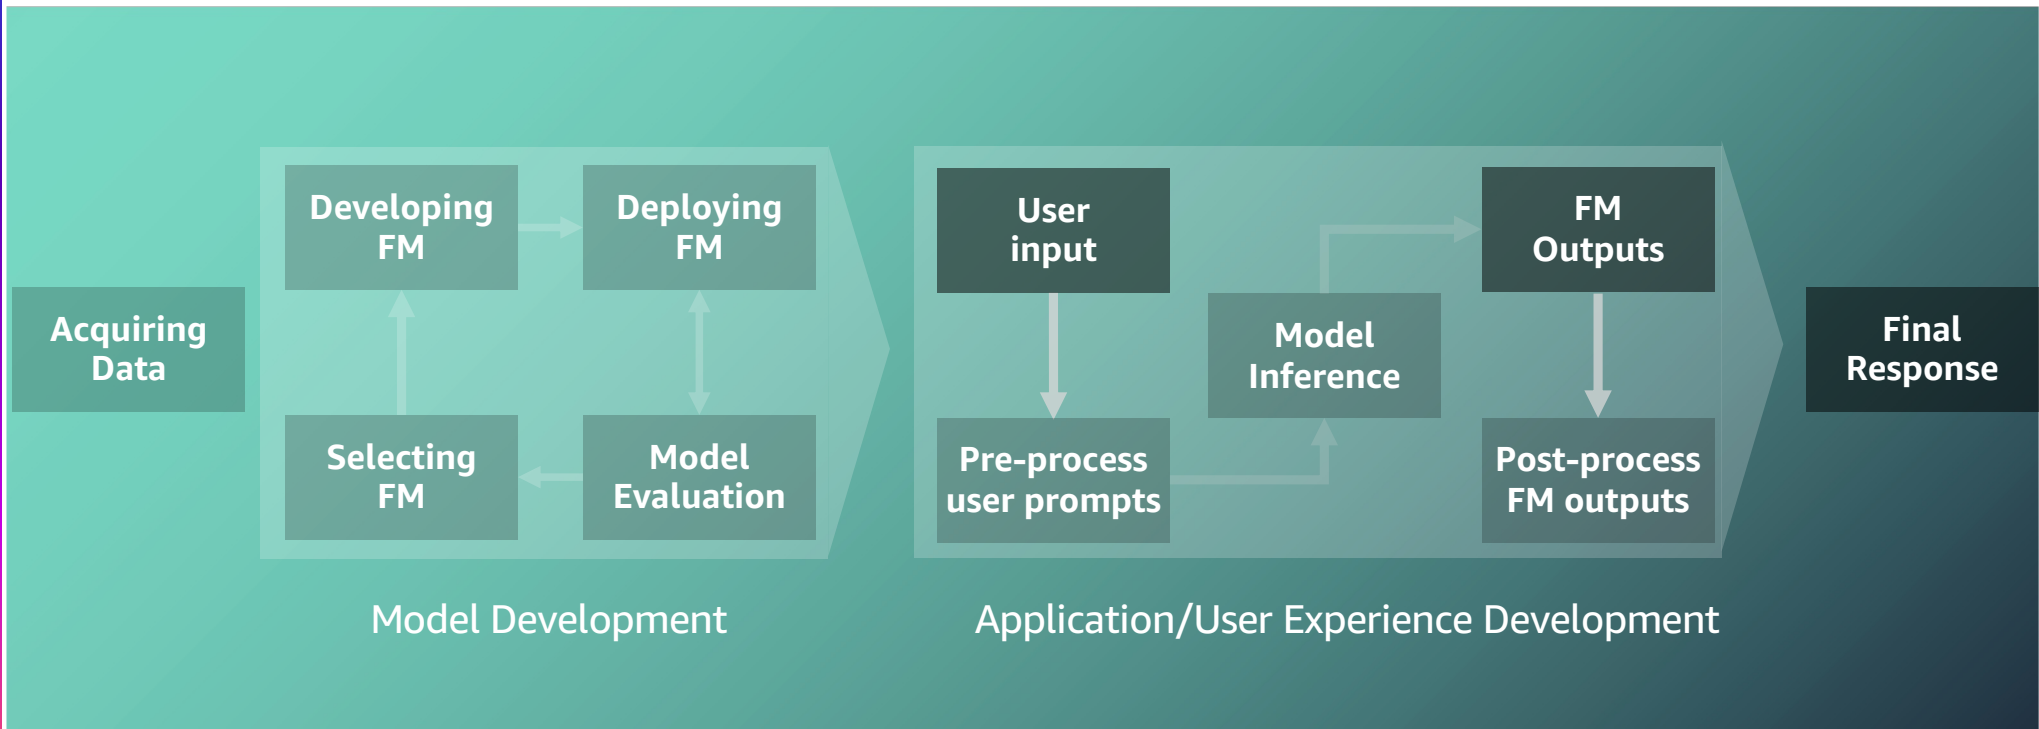 Acquiring
Data
Developing
FM
Deploying
FM
Selecting
FM
Model
Evaluation
Model Development
User
input
Pre-process
user prompts
Model
Inference
FM
Outputs
Post-process
FM outputs
Application/User Experience Development
Final
Response